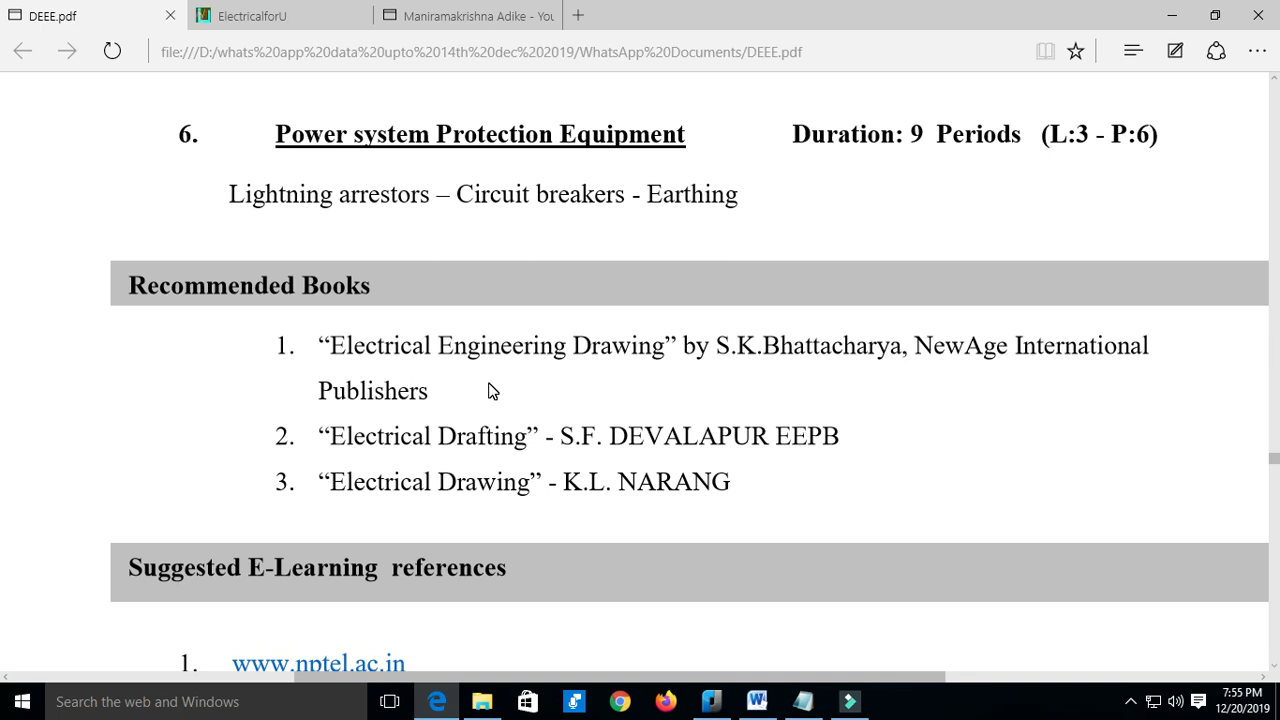 DEEE.pdf
ElectricalforU
Maniramakrishna Adike - You
file:///D:/whats%20app%20data%20upto%2014th%20dec%202019/WhatsApp%20Documents/DEEE.pdf
6. Power system Protection Equipment Duration: 9 Periods (L:3 - P:6)
Lightning arrestors – Circuit breakers - Earthing
Recommended Books
1. “Electrical Engineering Drawing” by S.K.Bhattacharya, NewAge International
Publishers
2. “Electrical Drafting” - S.F. DEVALAPUR EEPB
3. “Electrical Drawing” - K.L. NARANG
Suggested E-Learning references
1. www.nptel.ac.in
Search the web and Windows
7:55 PM
12/20/2019